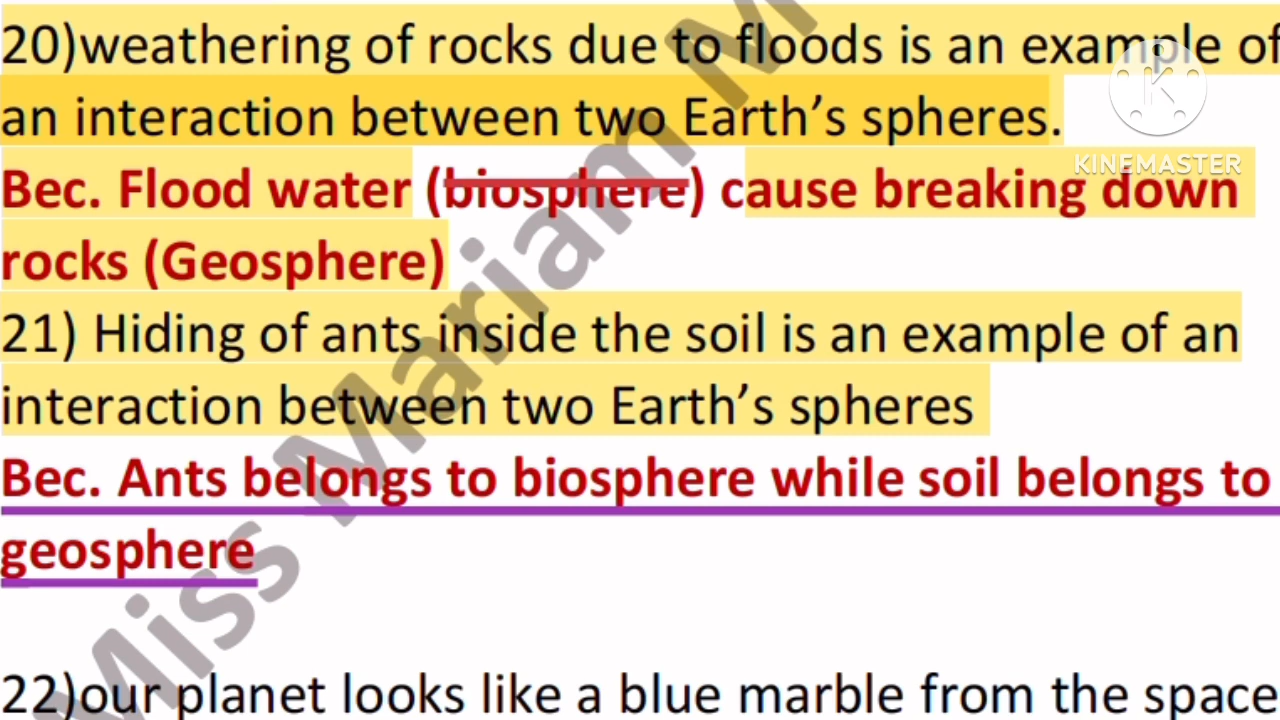 20)weathering of rocks due to floods is an example of
an interaction between two Earth’s spheres.
KINEMASTER
Bec. Flood water (biosphere) cause breaking down
rocks (Geosphere)
21) Hiding of ants inside the soil is an example of an
interaction between two Earth’s spheres
Bec. Ants belongs to biosphere while soil belongs to
geosphere
22)our planet looks like a blue marble from the space
Miss Mariam M